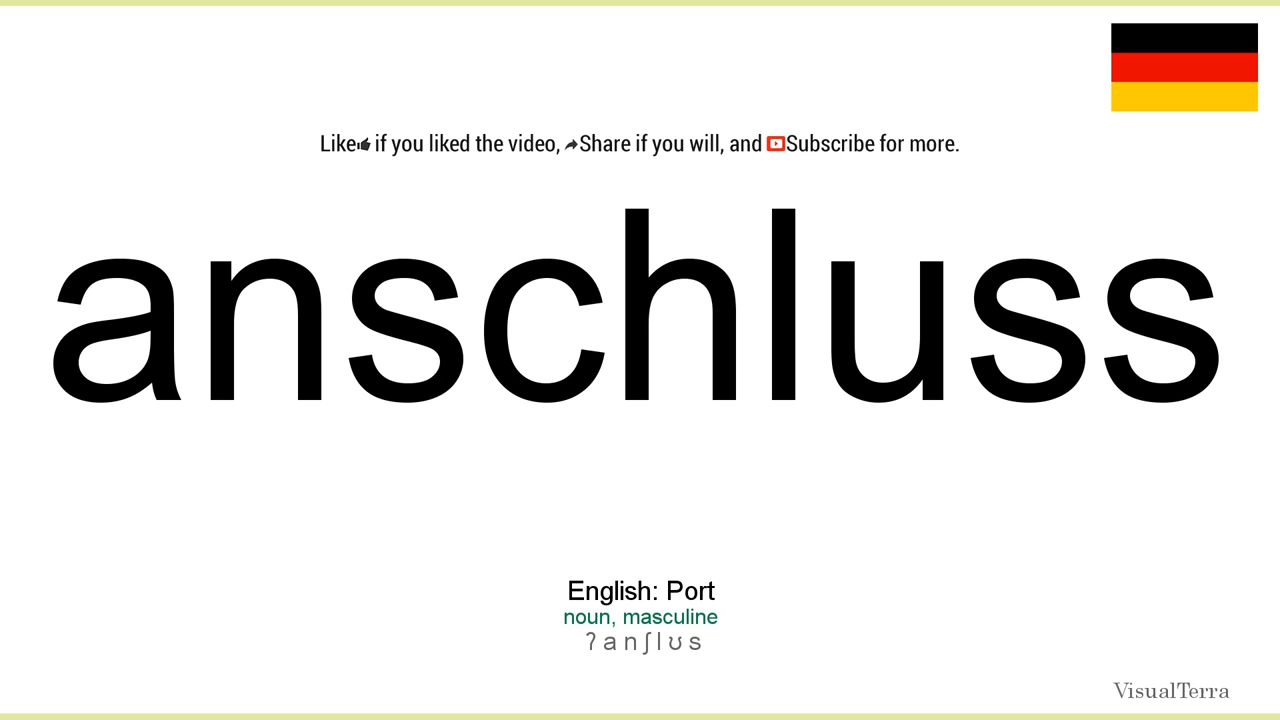 Like if you liked the video, Share if you will, and Subscribe for more.
anschluss
English: Port
noun, masculine
ʔ a n ʃ l ʊ s
VisualTerra